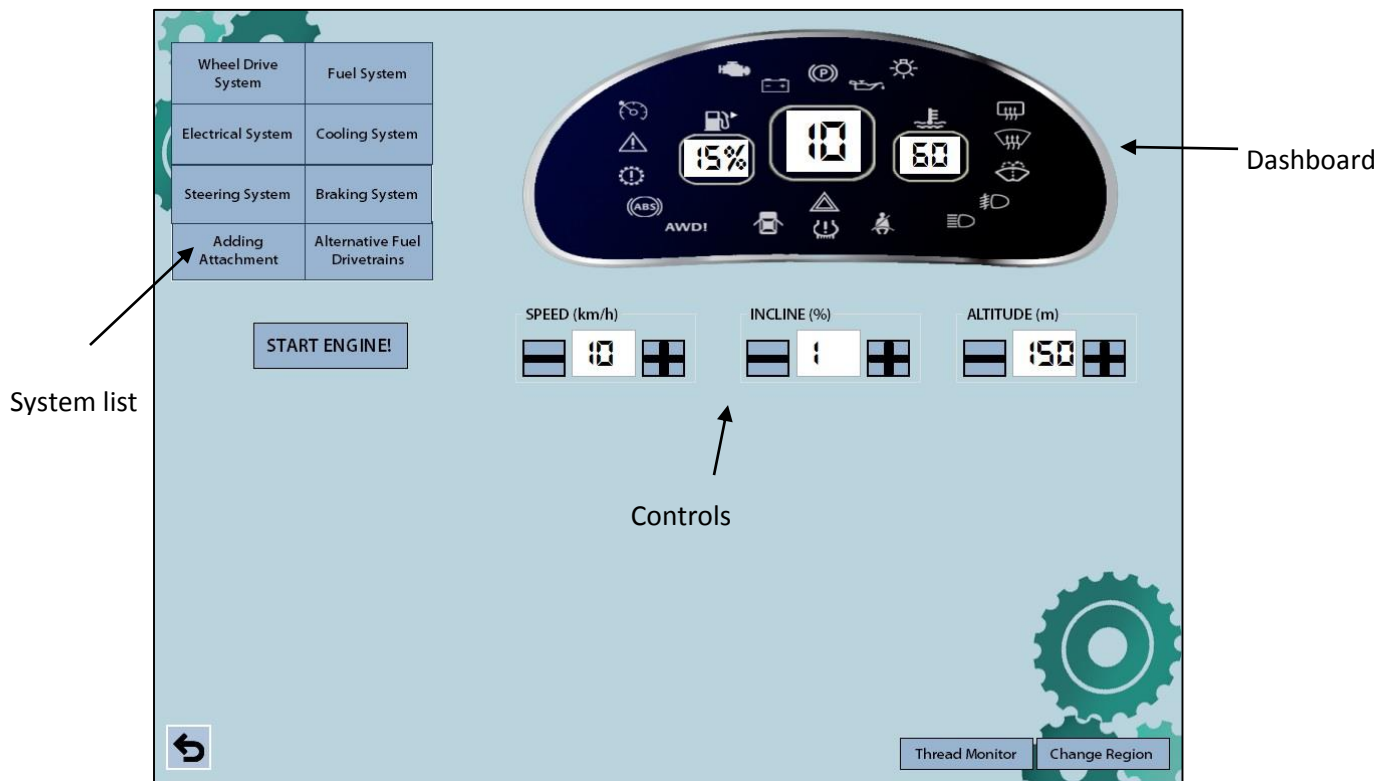 Wheel Drive
System
Fuel System
Electrical System
Cooling System
Steering System
Braking System
Adding
Attachment
Alternative Fuel
Drivetrains
START ENGINE!
System list
(P)
15%
10
60
(ABS)
AWD!
Dashboard
SPEED (km/h)
10
INCLINE (%)
1
ALTITUDE (m)
150
Controls
Thread Monitor
Change Region